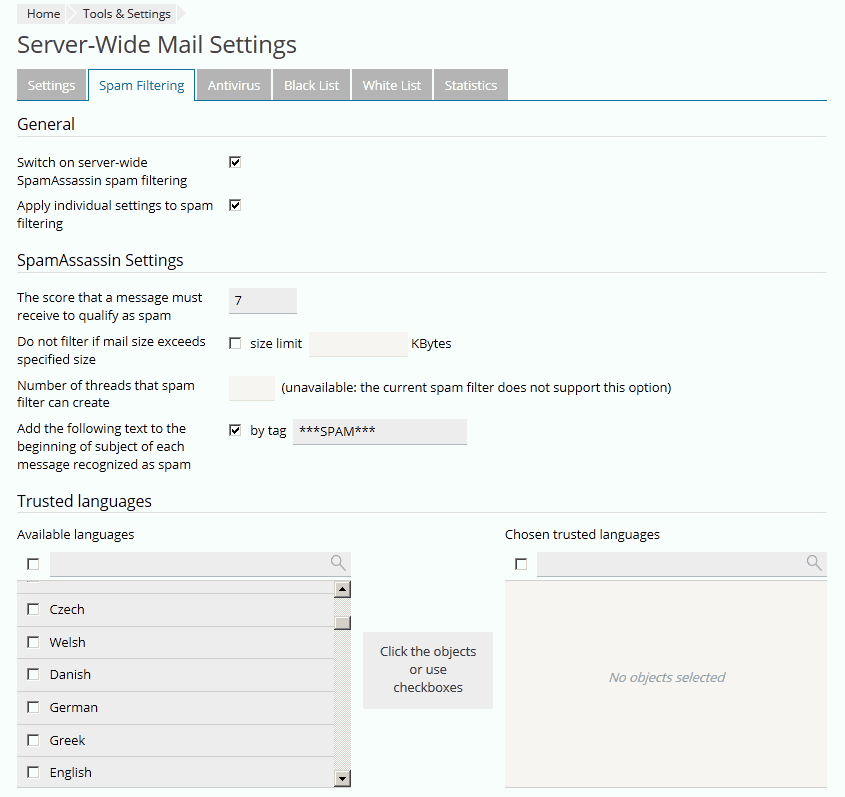 Home Tools & Settings
Server-Wide Mail Settings
Settings Spam Filtering Antivirus Black List White List Statistics
General
Switch on server-wide
SpamAssassin spam filtering
Apply individual settings to spam
filtering
SpamAssassin Settings
The score that a message must
receive to qualify as spam
7
Do not filter if mail size exceeds
specified size
size limit KBytes
Number of threads that spam
filter can create
(unavailable: the current spam filter does not support this option)
Add the following text to the
beginning of subject of each
message recognized as spam
by tag ***SPAM***
Trusted languages
Available languages
Czech
Welsh
Danish
German
Greek
English
Click the objects
or use
checkboxes
Chosen trusted languages
No objects selected